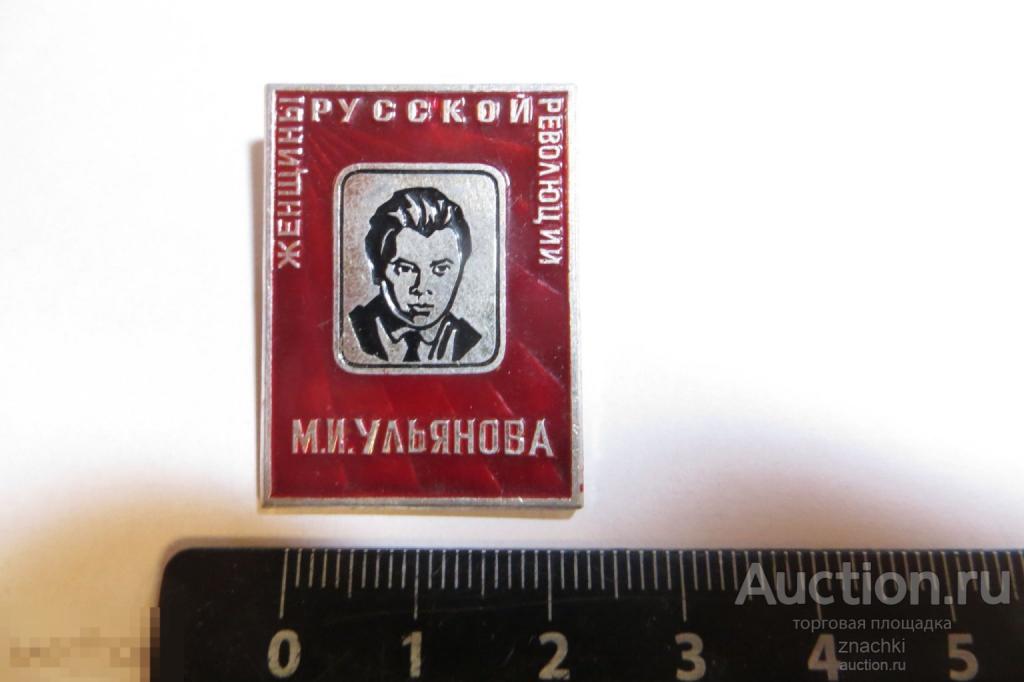 ЖЕНЩИНЫ
РУССКОЙ
РЕВОЛЮЦИИ
М.И.УЛЬЯНОВА
Auction.ru
торговая площадка
znachki
auction.ru
0 1 2 3 4 5